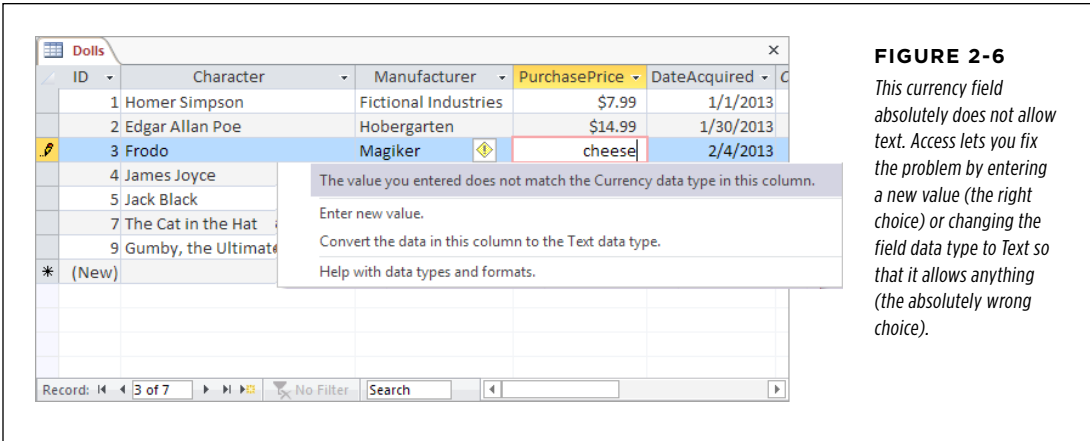 Dolls
ID Character Manufacturer PurchasePrice DateAcquired C
1 Homer Simpson Fictional Industries $7.99 1/1/2013
2 Edgar Allan Poe Hobergarten $14.99 1/30/2013
3 Frodo Magiker cheese 2/4/2013
4 James Joyce
5 Jack Black
7 The Cat in the Hat
9 Gumby, the Ultimate
(New)
The value you entered does not match the Currency data type in this column.
Enter new value.
Convert the data in this column to the Text data type.
Help with data types and formats.
Record: 3 of 7 No Filter Search
FIGURE 2-6
This currency field
absolutely does not allow
text. Access lets you fix
the problem by entering
a new value (the right
choice) or changing the
field data type to Text so
that it allows anything
(the absolutely wrong
choice).